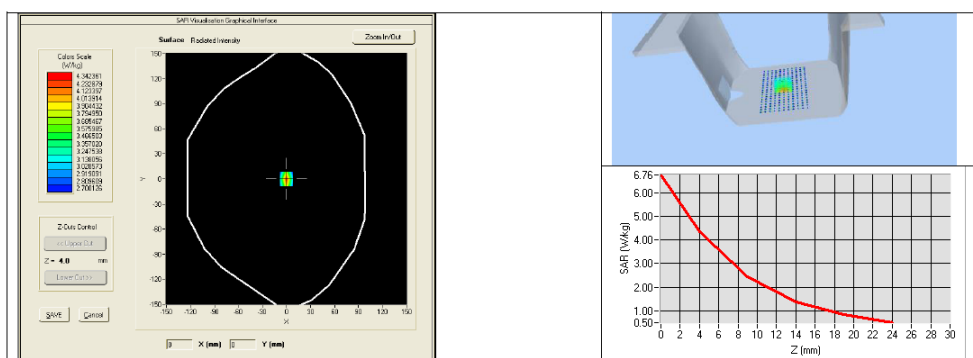 SAR Visualisation Graphical Interface
Surface Radiated Intensity
Zoom In/Out
Colors Scale
(W/kg)
4.342361
4.232879
4.123397
4.013914
3.904432
3.794950
3.685467
3.575985
3.466503
3.357020
3.247538
3.138056
3.028573
2.919091
2.809609
2.700126
Z-Cuts Control
<< Upper Cut
Z = 4.0 mm
Lower Cut >>
SAVE Cancel
150
120
90
60
30
0
-30
-60
-90
-120
-150
Y
-150 -120 -90 -60 -30 0 30 60 90 120 150
X
0 X (mm) 0 Y (mm)
6.76
6.00
5.00
4.00
3.00
2.00
1.00
0.50
SAR (W/kg)
0 2 4 6 8 10 12 14 16 18 20 22 24 26 28 30
Z (mm)